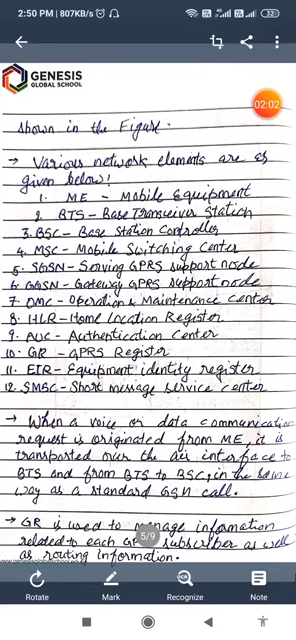 2:50 PM | 807KB/s
32
GENESIS
GLOBAL SCHOOL
02:02
shown in the Figure.
→ Various network elements are as
given below:
1. ME - Mobile Equipment
2. BTS - Base Transeiver Station
3. BSC - Base Station Controller
4. MSC - Mobile Switching Center
5. SGSN - Serving GPRS support node
6. GGSN - Gateway GPRS support node
7. OMC - Operation & Maintenance center
8. HLR - Home Location Register
9. AUC - Authentication Center
10. GR - GPRS Register
11. EIR - Equipment identity register
12. SMSC - Short message service center
→ When a voice or data communication
request is originated from ME, it is
transported over the air interface to
BTS and from BTS to BSC, in the same
way as a standard GSM call.
→ GR is used to manage information
related to each subscriber as well
as routing information.
5/9
Rotate
Mark
OCR
Recognize
Note